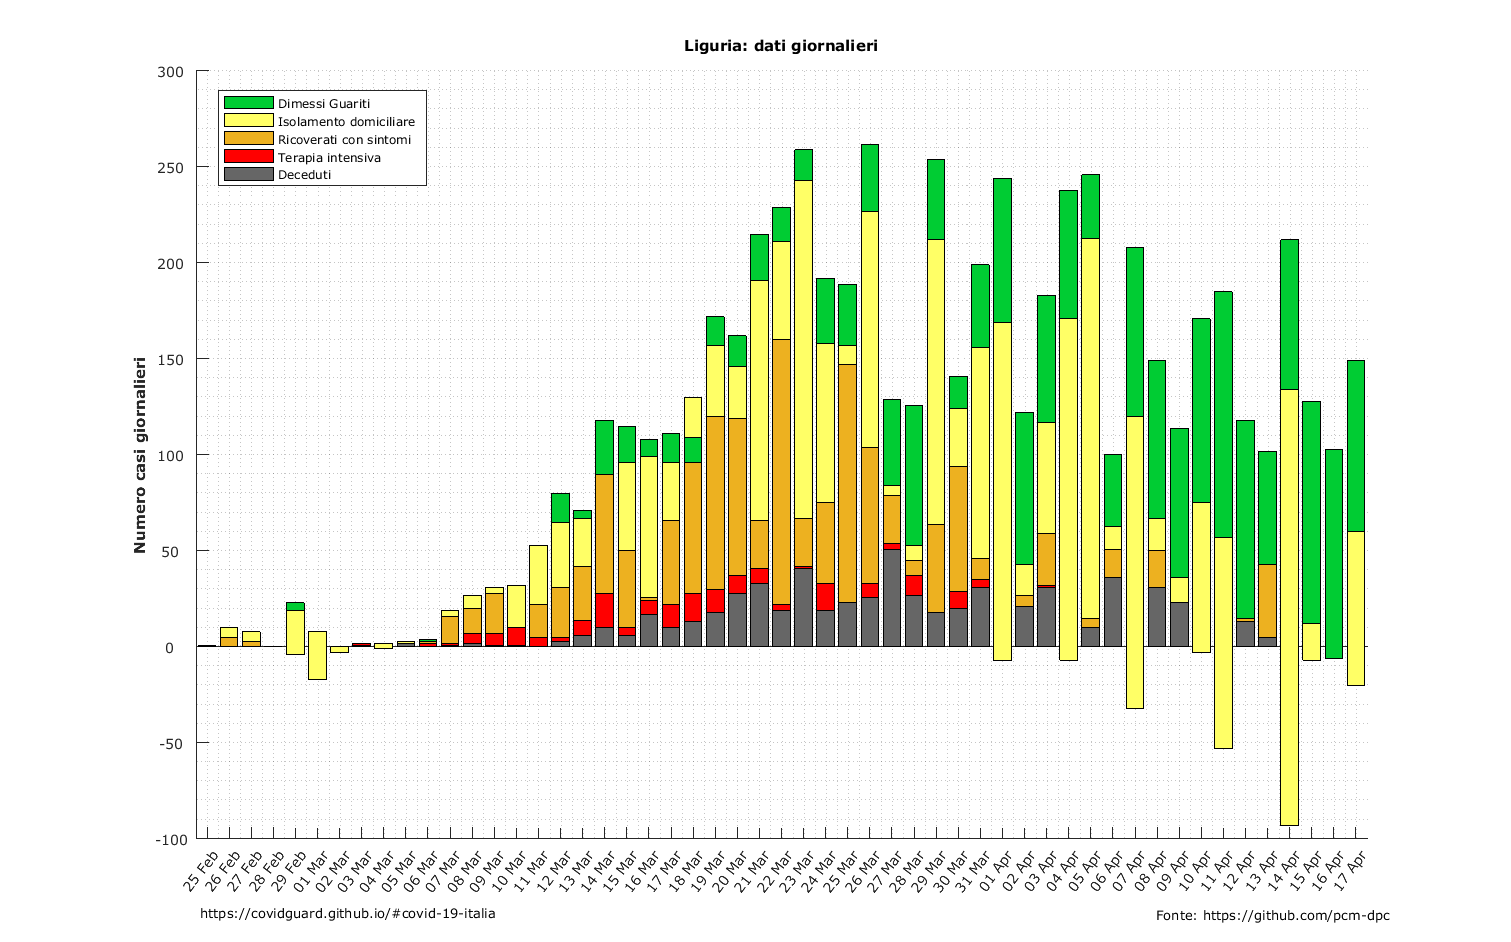 Liguria: dati giornalieri
300
250
200
150
100
50
0
-50
-100
Numero casi giornalieri
Dimessi Guariti
Isolamento domiciliare
Ricoverati con sintomi
Terapia intensiva
Deceduti
25 Feb
26 Feb
27 Feb
28 Feb
29 Feb
01 Mar
02 Mar
03 Mar
04 Mar
05 Mar
06 Mar
07 Mar
08 Mar
09 Mar
10 Mar
11 Mar
12 Mar
13 Mar
14 Mar
15 Mar
16 Mar
17 Mar
18 Mar
19 Mar
20 Mar
21 Mar
22 Mar
23 Mar
24 Mar
25 Mar
26 Mar
27 Mar
28 Mar
29 Mar
30 Mar
31 Mar
01 Apr
02 Apr
03 Apr
04 Apr
05 Apr
06 Apr
07 Apr
08 Apr
09 Apr
10 Apr
11 Apr
12 Apr
13 Apr
14 Apr
15 Apr
16 Apr
17 Apr
https://covidguard.github.io/#covid-19-italia
Fonte: https://github.com/pcm-dpc